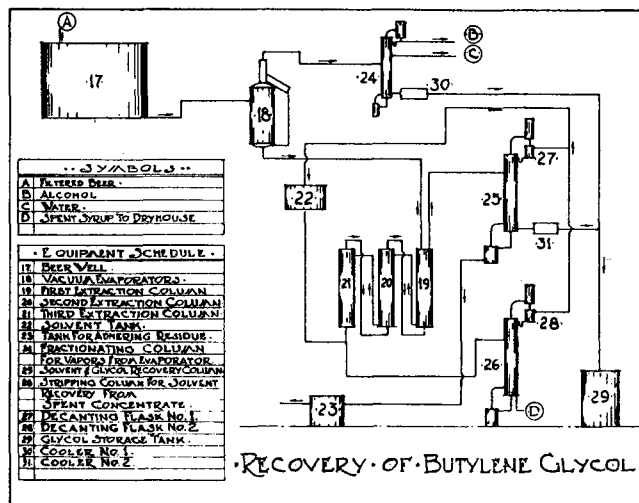 A
17
18
24
B
C
30
22
27
25
31
21
20
19
28
26
29
23
D
·· SYMBOLS ··
A FILTERED BEER.
B ALCOHOL
C WATER.
D SPENT SYRUP TO DRYHOUSE
· EQUIPMENT SCHEDULE ·
17 BEER WELL.
18 VACUUM EVAPORATORS.
19 FIRST EXTRACTION COLUMN
20 SECOND EXTRACTION COLUMN
21 THIRD EXTRACTION COLUMN
22 SOLVENT TANK.
23 TANK FOR ADHERING RESIDUE.
24 FRACTIONATING COLUMN
FOR VAPORS FROM EVAPORATOR
25 SOLVENT & GLYCOL RECOVERY COLUMN
26 STRIPPING COLUMN FOR SOLVENT
RECOVERY FROM
SPENT CONCENTRATE
27 DECANTING FLASK NO. 1
28 DECANTING FLASK NO. 2
29 GLYCOL STORAGE TANK
30 COOLER NO. 1
31 COOLER NO. 2
· RECOVERY · OF · BUTYLENE GLYCOL